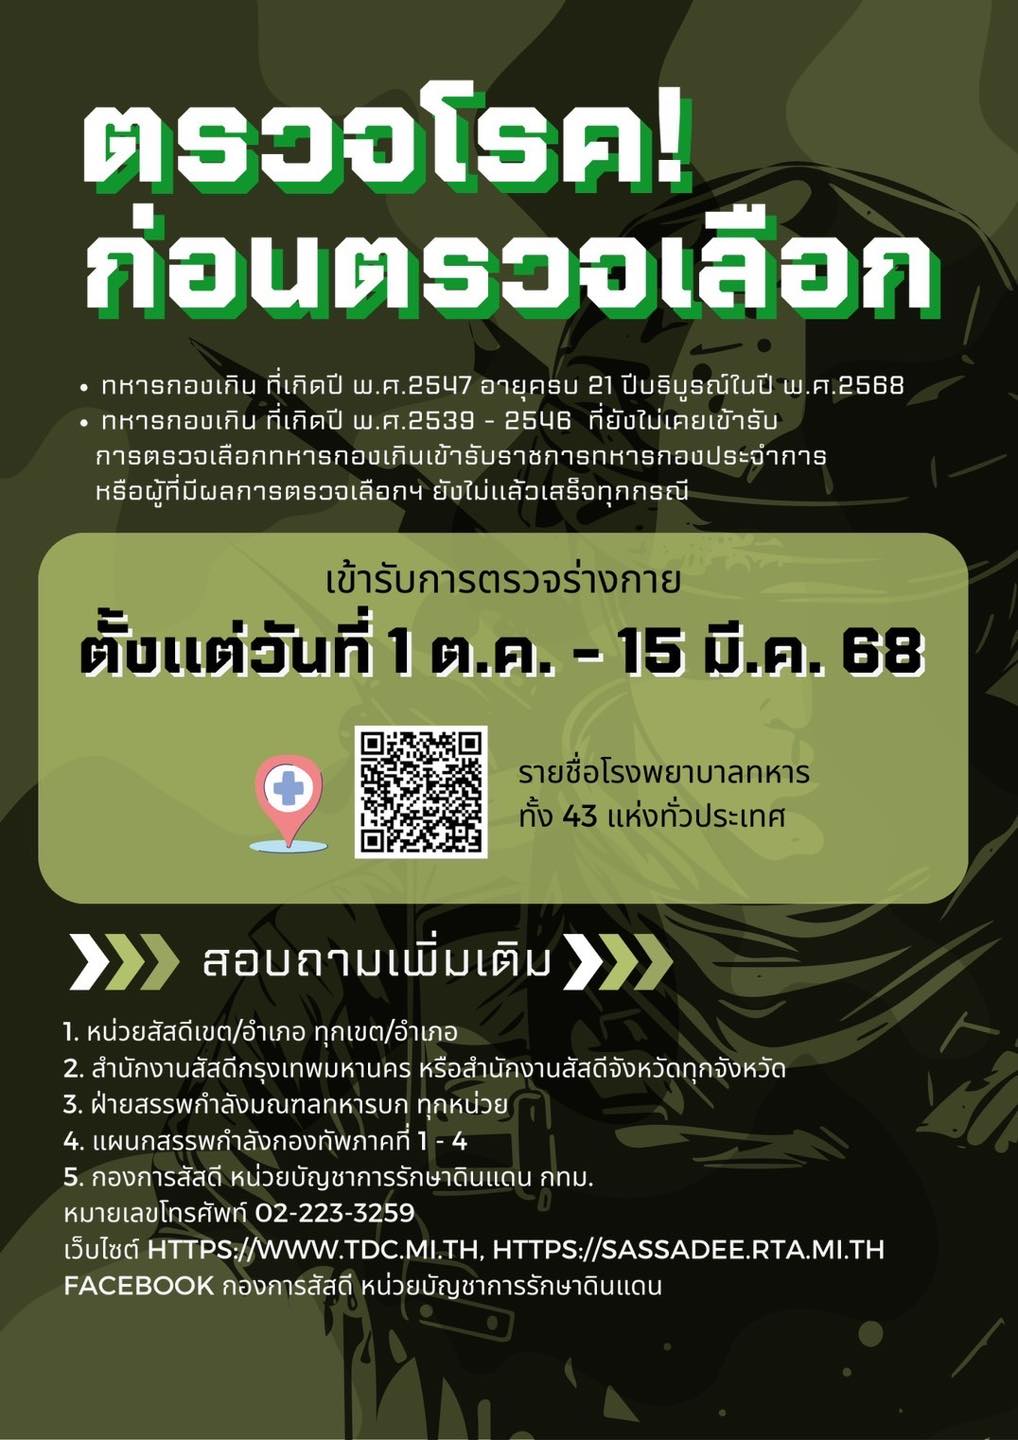 ตรวจโรค!
ก่อนตรวจเลือก
• ทหารกองเกิน ที่เกิดปี พ.ศ.2547 อายุครบ 21 ปีบริบูรณ์ในปี พ.ศ.2568
• ทหารกองเกิน ที่เกิดปี พ.ศ.2539 - 2546 ที่ยังไม่เคยเข้ารับ
การตรวจเลือกทหารกองเกินเข้ารับราชการทหารกองประจำการ
หรือผู้ที่มีผลการตรวจเลือกฯ ยังไม่แล้วเสร็จทุกกรณี
เข้ารับการตรวจร่างกาย
ตั้งแต่วันที่ 1 ต.ค. - 15 มี.ค. 68
รายชื่อโรงพยาบาลทหาร
ทั้ง 43 แห่งทั่วประเทศ
สอบถามเพิ่มเติม
1. หน่วยสัสดีเขต/อำเภอ ทุกเขต/อำเภอ
2. สำนักงานสัสดีกรุงเทพมหานคร หรือสำนักงานสัสดีจังหวัดทุกจังหวัด
3. ฝ่ายสรรพกำลังมณฑลทหารบก ทุกหน่วย
4. แผนกสรรพกำลังกองทัพภาคที่ 1 - 4
5. กองการสัสดี หน่วยบัญชาการรักษาดินแดน กทม.
หมายเลขโทรศัพท์ 02-223-3259
เว็บไซต์ HTTPS://WWW.TDC.MI.TH, HTTPS://SASSADEE.RTA.MI.TH
FACEBOOK กองการสัสดี หน่วยบัญชาการรักษาดินแดน